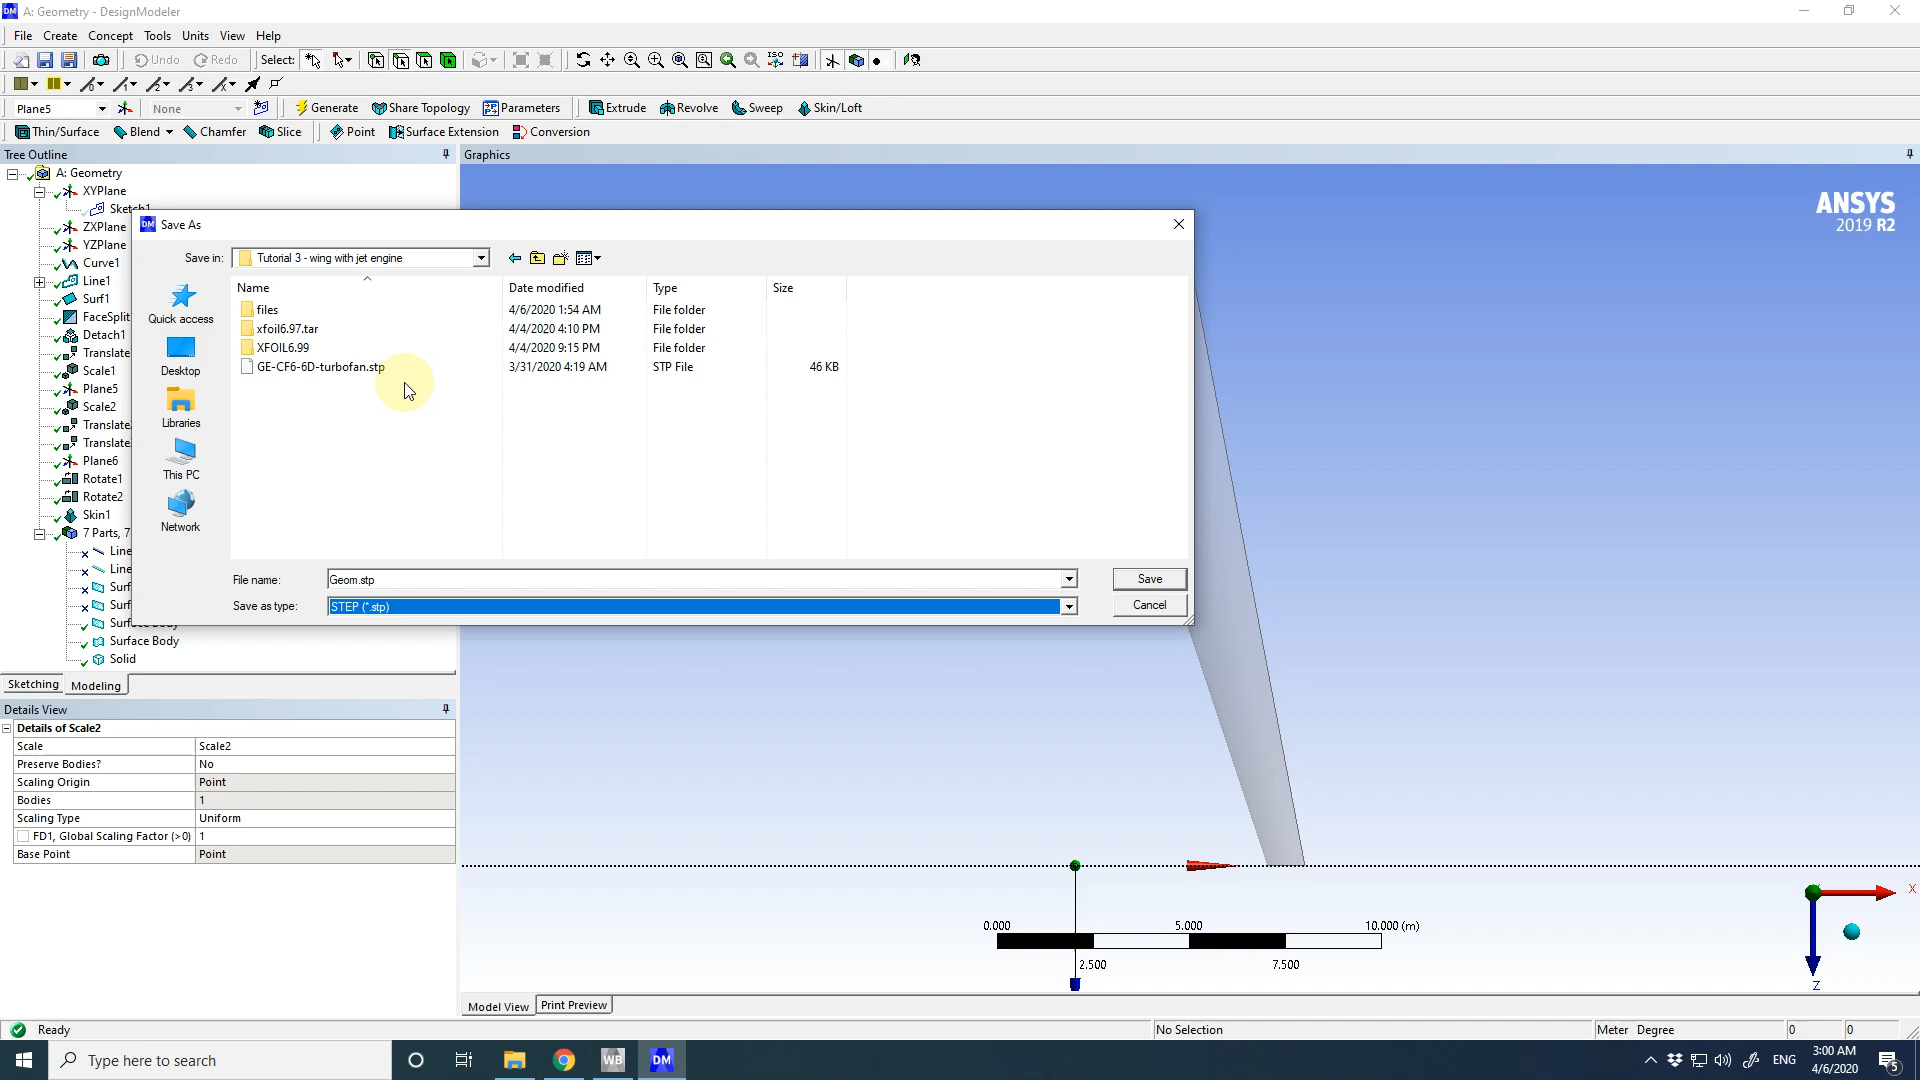 A: Geometry - DesignModeler
File Create Concept Tools Units View Help
Undo Redo Select:
Plane5 None Generate Share Topology Parameters Extrude Revolve Sweep Skin/Loft
Thin/Surface Blend Chamfer Slice Point Surface Extension Conversion
Tree Outline
Graphics
A: Geometry
XYPlane
Sketch1
ZXPlane
YZPlane
Curve1
Line1
Surf1
FaceSplit
Detach1
Translate
Scale1
Plane5
Scale2
Translate
Translate
Plane6
Rotate1
Rotate2
Skin1
7 Parts, 7
Line
Line
Surf
Surf
Surface Body
Surface Body
Solid
Sketching Modeling
Save As
Save in: Tutorial 3 - wing with jet engine
Quick access
Desktop
Libraries
This PC
Network
Name Date modified Type Size
files 4/6/2020 1:54 AM File folder
xfoil6.97.tar 4/4/2020 4:10 PM File folder
XFOIL6.99 4/4/2020 9:15 PM File folder
GE-CF6-6D-turbofan.stp 3/31/2020 4:19 AM STP File 46 KB
File name: Geom.stp Save
Save as type: STEP (*.stp) Cancel
ANSYS
2019 R2
Details View
Details of Scale2
Scale Scale2
Preserve Bodies? No
Scaling Origin Point
Bodies 1
Scaling Type Uniform
FD1, Global Scaling Factor (>0) 1
Base Point Point
0.000 5.000 10.000 (m)
2.500 7.500
X
Z
Model View Print Preview
Ready No Selection Meter Degree 0 0
Type here to search
WB
DM
ENG
3:00 AM
4/6/2020
5